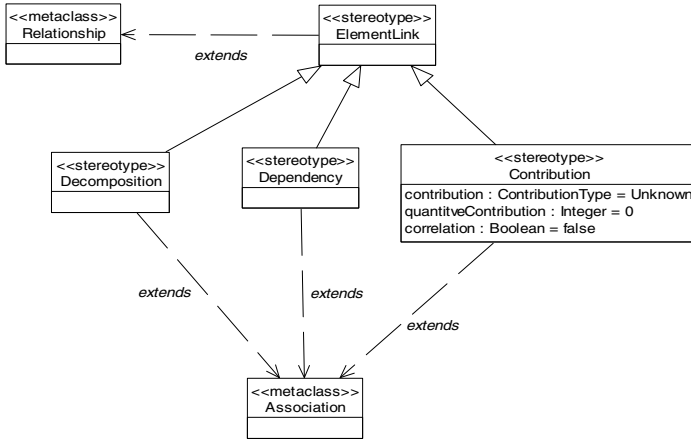 <<metaclass>>
Relationship
extends
<<stereotype>>
ElementLink
<<stereotype>>
Decomposition
<<stereotype>>
Dependency
<<stereotype>>
Contribution
contribution : ContributionType = Unknown
quantitveContribution : Integer = 0
correlation : Boolean = false
extends
extends
extends
<<metaclass>>
Association